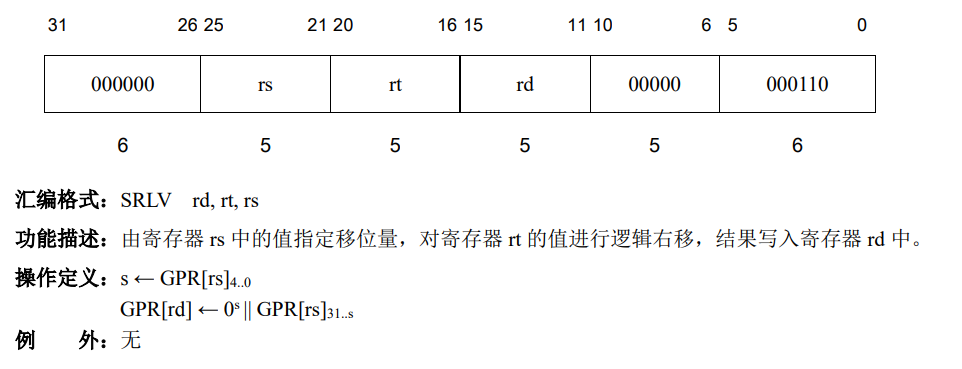 31 26 25 21 20 16 15 11 10 6 5 0
000000 rs rt rd 00000 000110
6 5 5 5 5 6
汇编格式：SRLV rd, rt, rs
功能描述：由寄存器 rs 中的值指定移位量，对寄存器 rt 的值进行逻辑右移，结果写入寄存器 rd 中。
操作定义：s ← GPR[rs]4..0
GPR[rd] ← 0s || GPR[rs]31..s
例 外：无